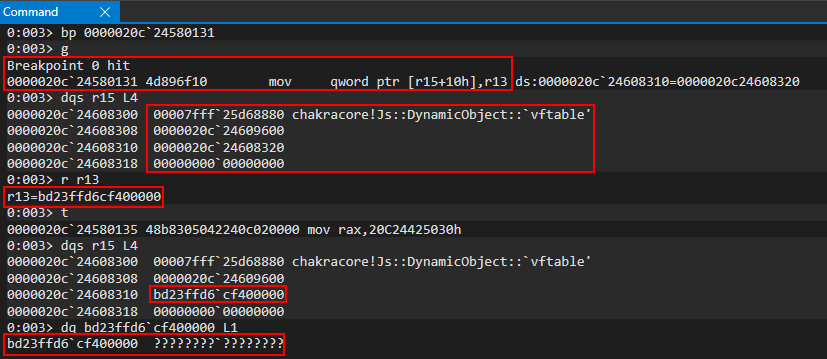 Command X
0:003> bp 0000020c`24580131
0:003> g
Breakpoint 0 hit
0000020c`24580131 4d896f10 mov qword ptr [r15+10h],r13 ds:0000020c`24608310=0000020c24608320
0:003> dqs r15 L4
0000020c`24608300 00007fff`25d68880 chakracore!Js::DynamicObject::`vftable'
0000020c`24608308 0000020c`24609600
0000020c`24608310 0000020c`24608320
0000020c`24608318 00000000`00000000
0:003> r r13
r13=bd23ffd6cf400000
0:003> t
0000020c`24580135 48b8305042240c020000 mov rax,20C24425030h
0:003> dqs r15 L4
0000020c`24608300 00007fff`25d68880 chakracore!Js::DynamicObject::`vftable'
0000020c`24608308 0000020c`24609600
0000020c`24608310 bd23ffd6`cf400000
0000020c`24608318 00000000`00000000
0:003> dq bd23ffd6`cf400000 L1
bd23ffd6`cf400000 ????????`????????